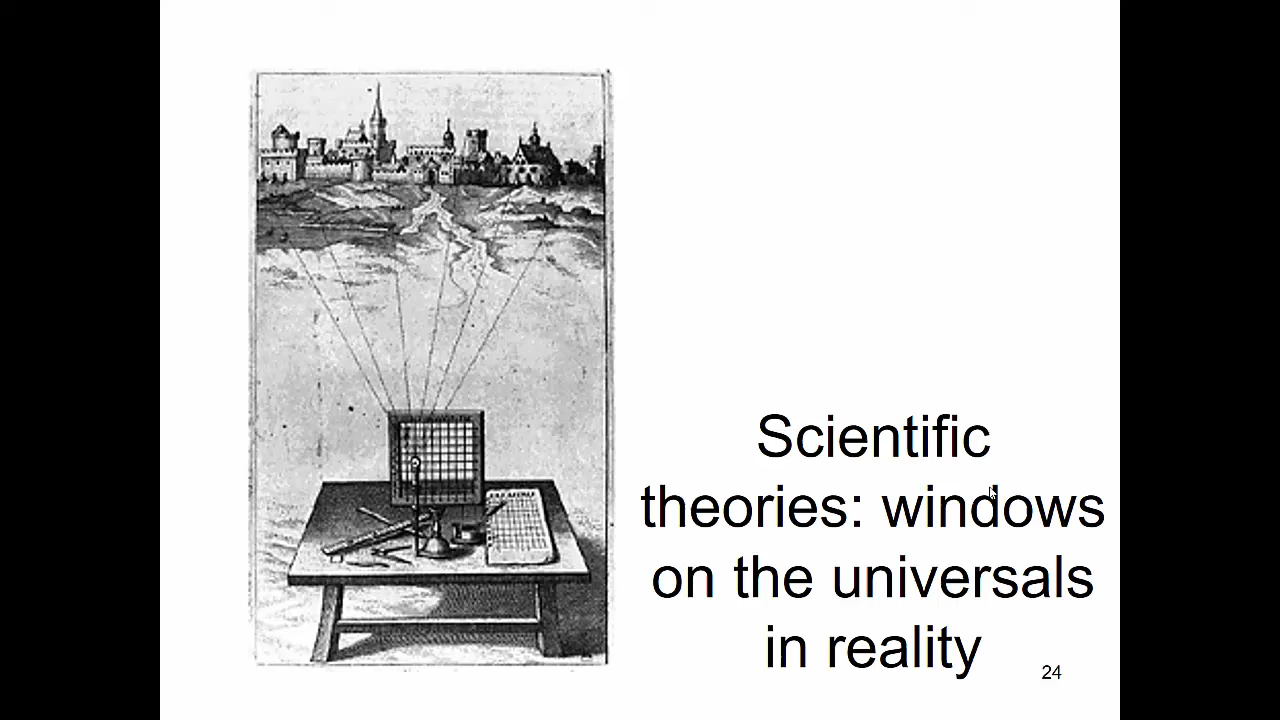 Scientific
theories: windows
on the universals
in reality
24